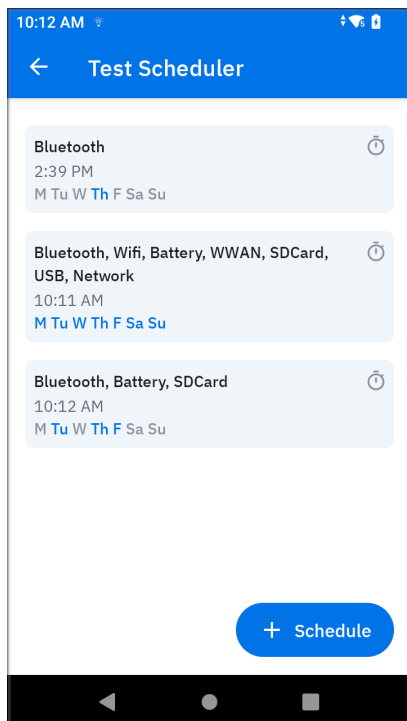 10:12 AM
Test Scheduler
Bluetooth
2:39 PM
M Tu W Th F Sa Su
Bluetooth, Wifi, Battery, WWAN, SDCard,
USB, Network
10:11 AM
M Tu W Th F Sa Su
Bluetooth, Battery, SDCard
10:12 AM
M Tu W Th F Sa Su
+ Schedule